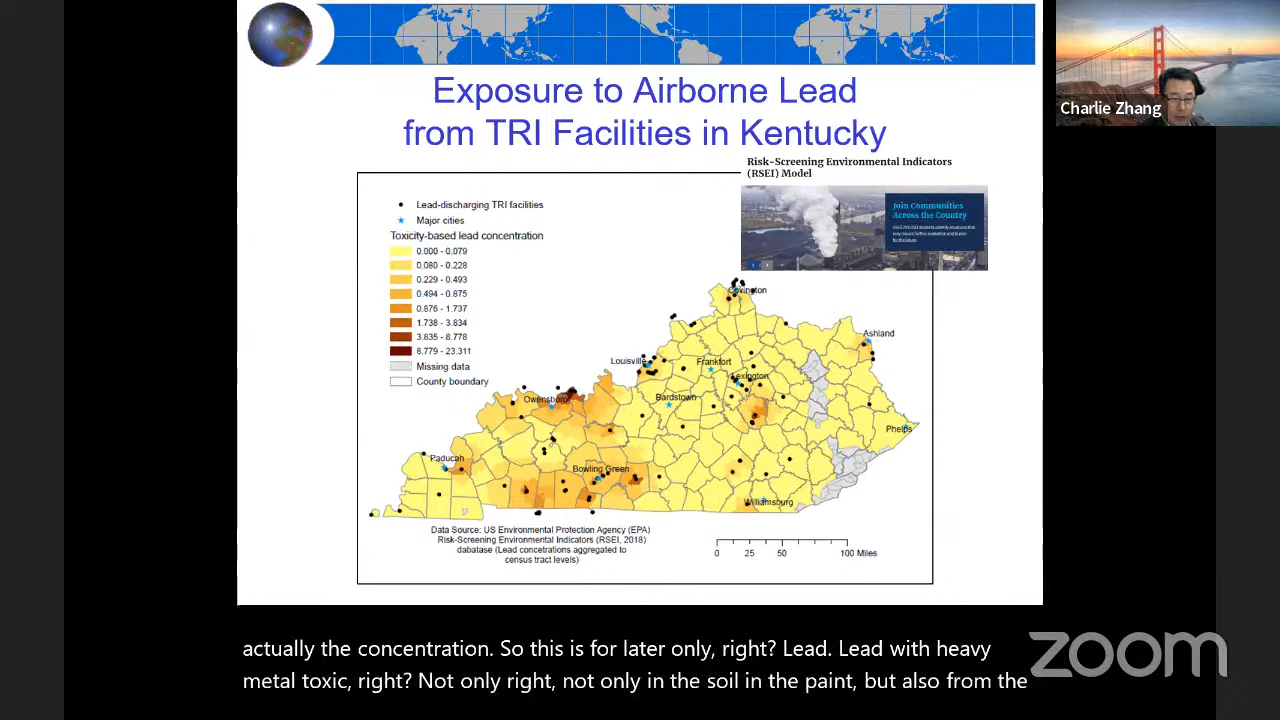 Exposure to Airborne Lead
from TRI Facilities in Kentucky
Charlie Zhang
Risk-Screening Environmental Indicators
(RSEI) Model
Join Communities
Across the Country
Lead-discharging TRI facilities
Major cities
Toxicity-based lead concentration
0.000 - 0.079
0.080 - 0.228
0.229 - 0.493
0.494 - 0.875
0.876 - 1.737
1.738 - 3.834
3.835 - 8.778
8.779 - 23.311
Missing data
County boundary
Covington
Ashland
Louisville
Frankfort
Lexington
Owensboro
Bardstown
Phelps
Paducah
Bowling Green
Williamsburg
Data Source: US Environmental Protection Agency (EPA)
Risk-Screening Environmental Indicators (RSEI, 2018)
dabatase (Lead concetrations aggregated to
census tract levels)
0 25 50 100 Miles
actually the concentration. So this is for later only, right? Lead. Lead with heavy
metal toxic, right? Not only right, not only in the soil in the paint, but also from the
zoom